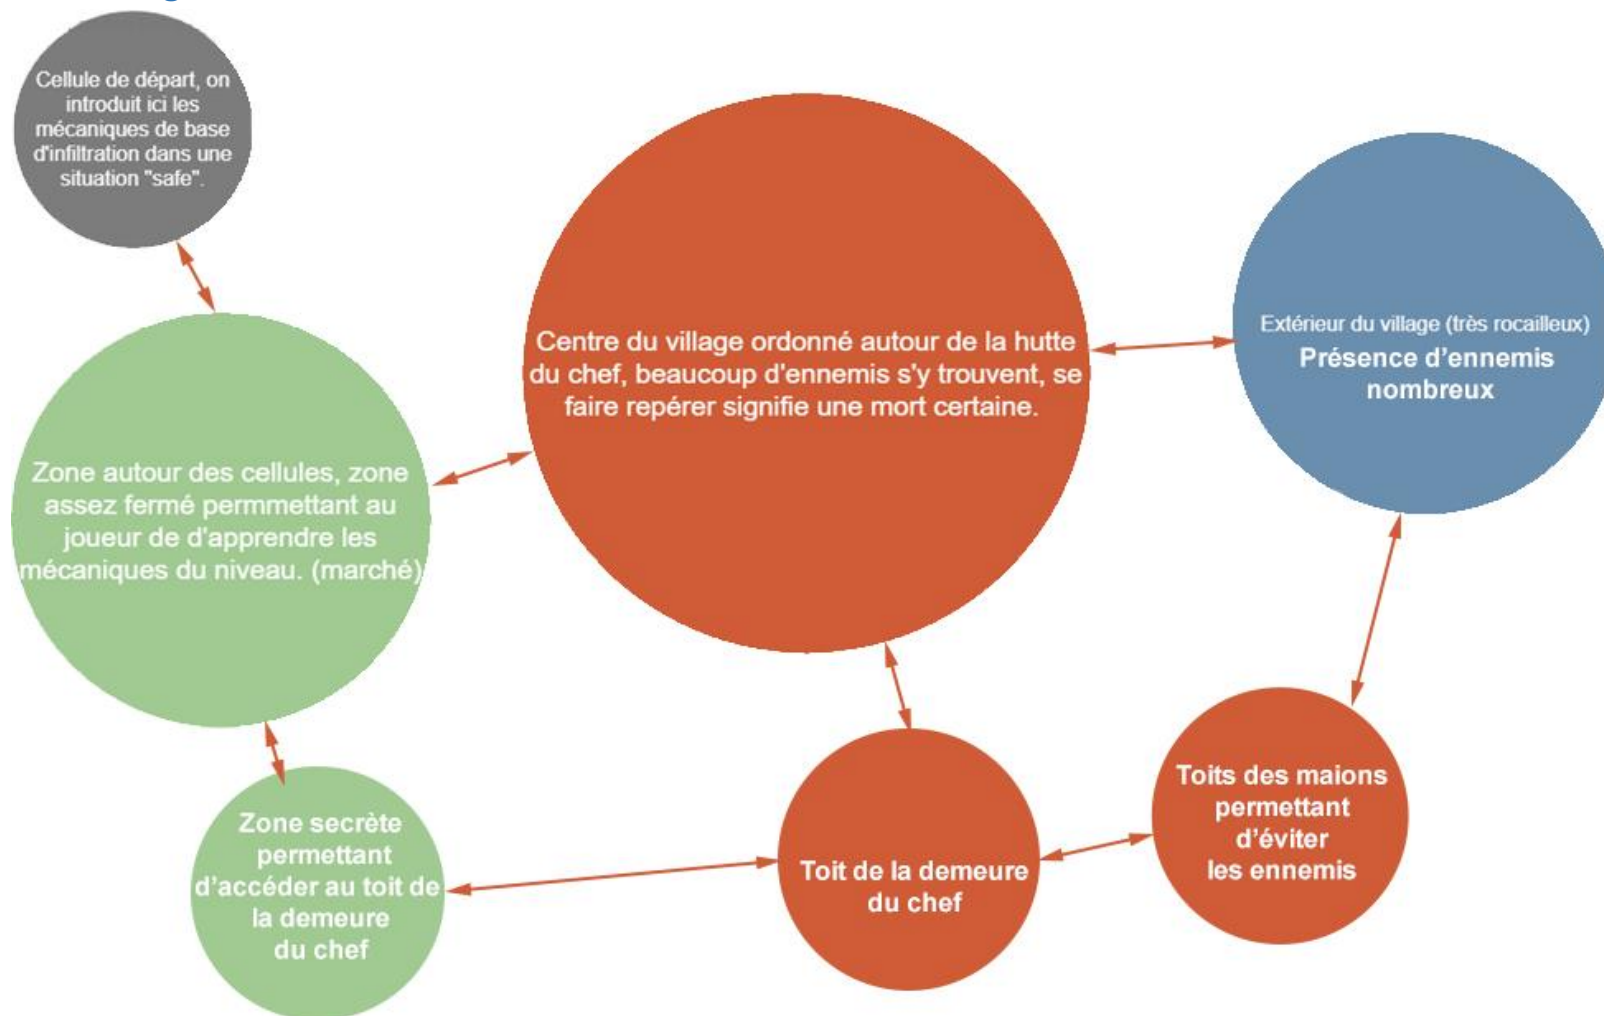 Cellule de départ, on
introduit ici les
mécaniques de base
d'infiltration dans une
situation "safe".
Centre du village ordonné autour de la hutte
du chef, beaucoup d'ennemis s'y trouvent, se
faire repérer signifie une mort certaine.
Extérieur du village (très rocailleux)
Présence d’ennemis
nombreux
Zone autour des cellules, zone
assez fermé permmettant au
joueur de d'apprendre les
mécaniques du niveau. (marché)
Zone secrète
permettant
d’accéder au toit de
la demeure
du chef
Toit de la demeure
du chef
Toits des maions
permettant
d’éviter
les ennemis